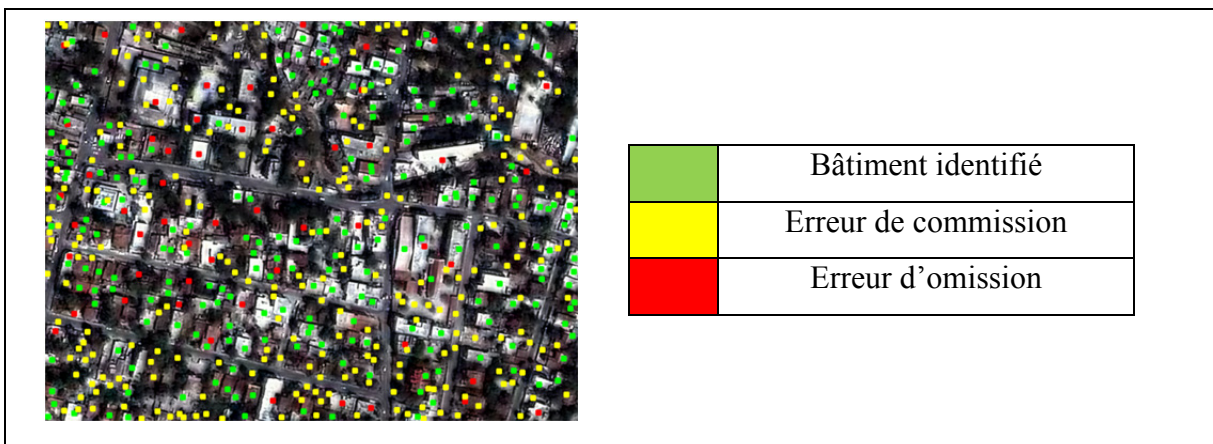 Bâtiment identifié
Erreur de commission
Erreur d’omission